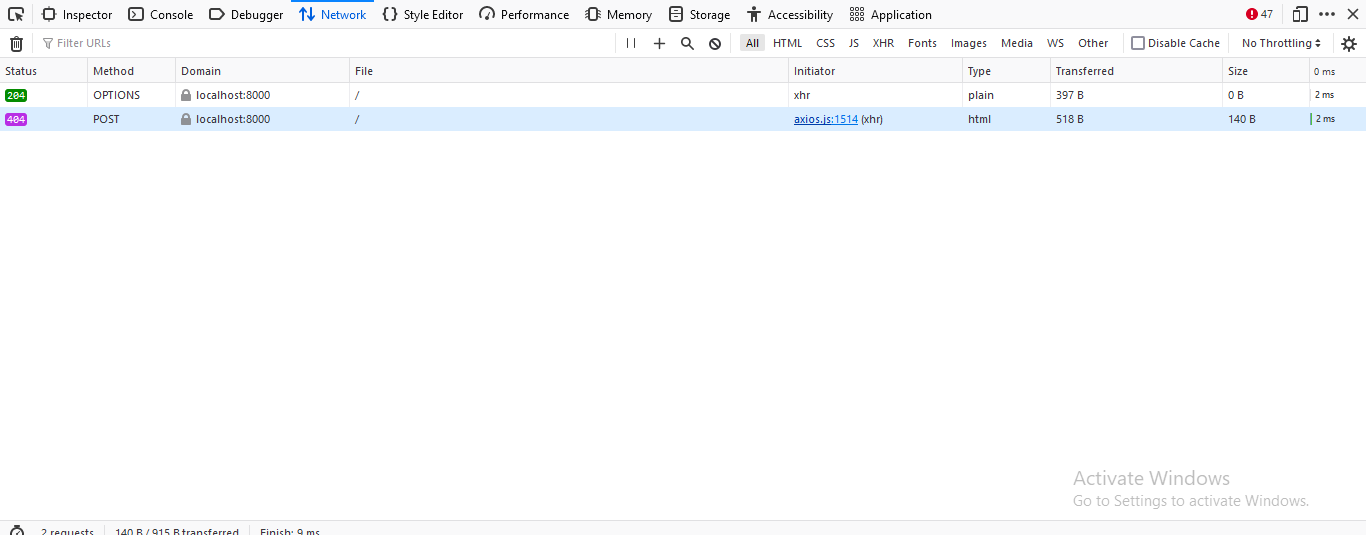 Inspector Console Debugger Network Style Editor Performance Memory Storage Accessibility Application 47
Filter URLs All HTML CSS JS XHR Fonts Images Media WS Other Disable Cache No Throttling
Status Method Domain File Initiator Type Transferred Size 0 ms
204 OPTIONS localhost:8000 / xhr plain 397 B 0 B 2 ms
404 POST localhost:8000 / axios.js:1514 (xhr) html 518 B 140 B 2 ms
Activate Windows
Go to Settings to activate Windows.
2 requests 140 B / 915 B transferred Finish: 9 ms